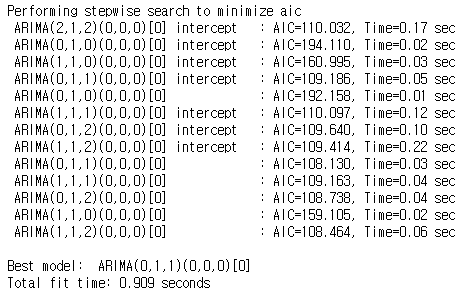 Performing stepwise search to minimize aic
ARIMA(2,1,2)(0,0,0)[0] intercept   : AIC=110.032, Time=0.17 sec
ARIMA(0,1,0)(0,0,0)[0] intercept   : AIC=194.110, Time=0.02 sec
ARIMA(1,1,0)(0,0,0)[0] intercept   : AIC=160.995, Time=0.03 sec
ARIMA(0,1,1)(0,0,0)[0] intercept   : AIC=109.186, Time=0.05 sec
ARIMA(0,1,0)(0,0,0)[0]             : AIC=192.158, Time=0.01 sec
ARIMA(1,1,1)(0,0,0)[0] intercept   : AIC=110.097, Time=0.12 sec
ARIMA(0,1,2)(0,0,0)[0] intercept   : AIC=109.640, Time=0.10 sec
ARIMA(1,1,2)(0,0,0)[0] intercept   : AIC=109.414, Time=0.22 sec
ARIMA(0,1,1)(0,0,0)[0]             : AIC=108.130, Time=0.03 sec
ARIMA(1,1,1)(0,0,0)[0]             : AIC=109.163, Time=0.04 sec
ARIMA(0,1,2)(0,0,0)[0]             : AIC=108.738, Time=0.04 sec
ARIMA(1,1,0)(0,0,0)[0]             : AIC=159.105, Time=0.02 sec
ARIMA(1,1,2)(0,0,0)[0]             : AIC=108.464, Time=0.06 sec
Best model:  ARIMA(0,1,1)(0,0,0)[0]
Total fit time: 0.909 seconds